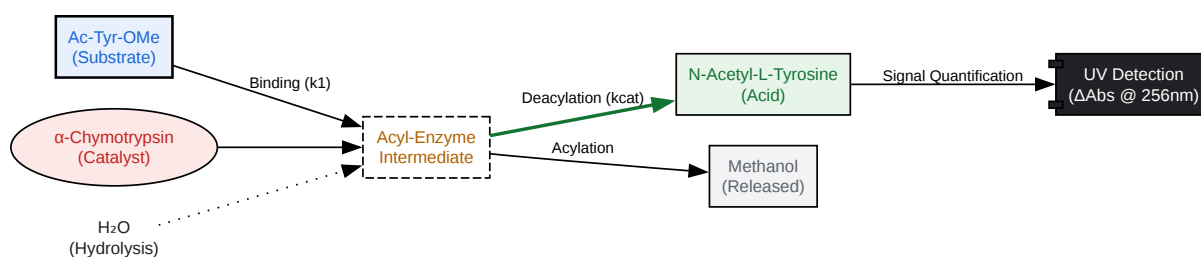 Ac-Tyr-OMe
(Substrate)
Binding (k1)
α-Chymotrypsin
(Catalyst)
H₂O
(Hydrolysis)
Acyl-Enzyme
Intermediate
Deacylation (kcat)
Acylation
N-Acetyl-L-Tyrosine
(Acid)
Methanol
(Released)
Signal Quantification
UV Detection
(ΔAbs @ 256nm)